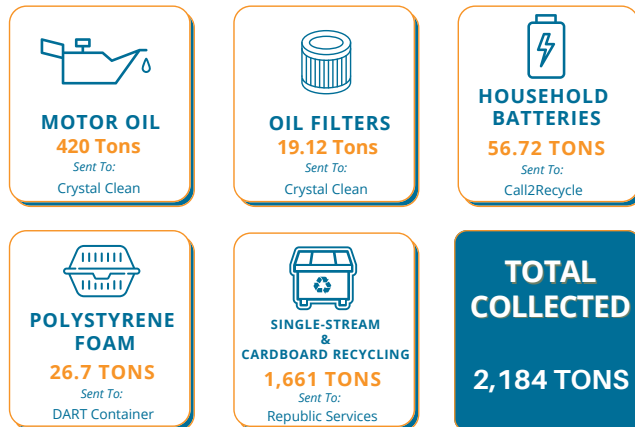 MOTOR OIL
420 Tons
Sent To:
Crystal Clean
OIL FILTERS
19.12 Tons
Sent To:
Crystal Clean
HOUSEHOLD
BATTERIES
56.72 TONS
Sent To:
Call2Recycle
POLYSTYRENE
FOAM
26.7 TONS
Sent To:
DART Container
SINGLE-STREAM
&
CARDBOARD RECYCLING
1,661 TONS
Sent To:
Republic Services
TOTAL
COLLECTED
2,184 TONS